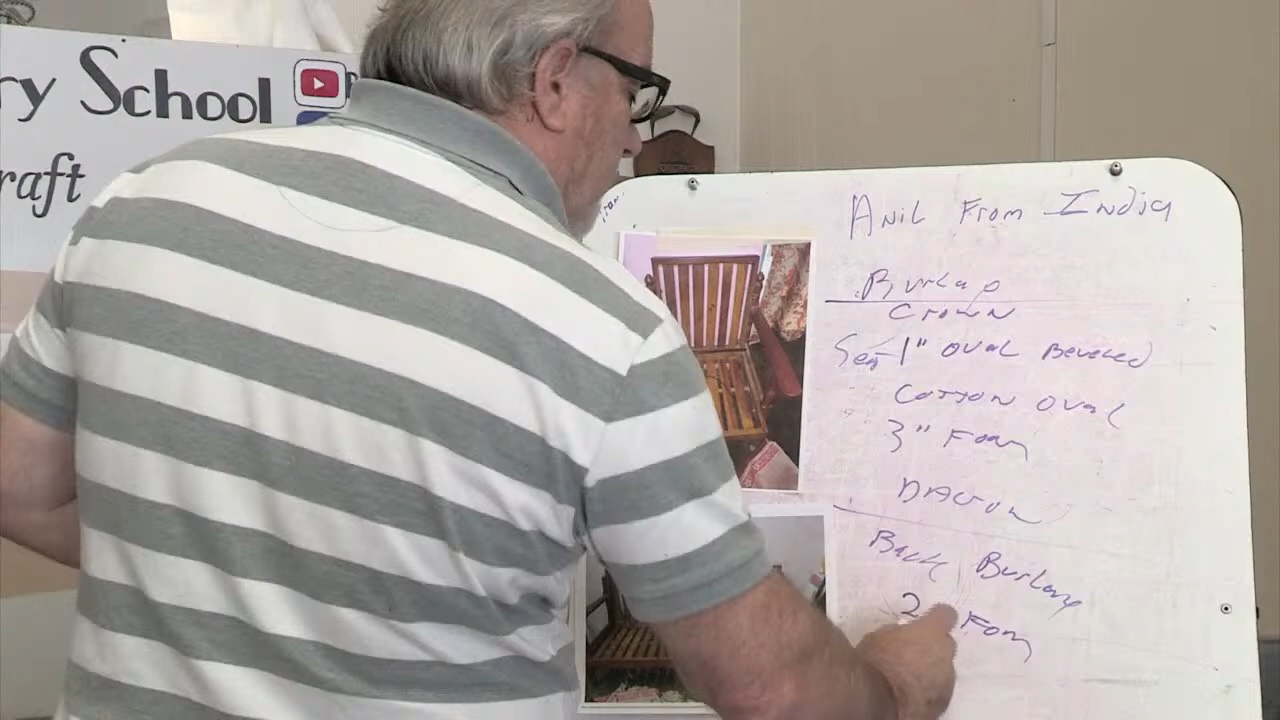 ry School
raft
Anil From India
Burlap
Crown
Seat 1" oval Beveled
Cotton oval
3" Foam
Dacron
Back Burlap
2 Foam